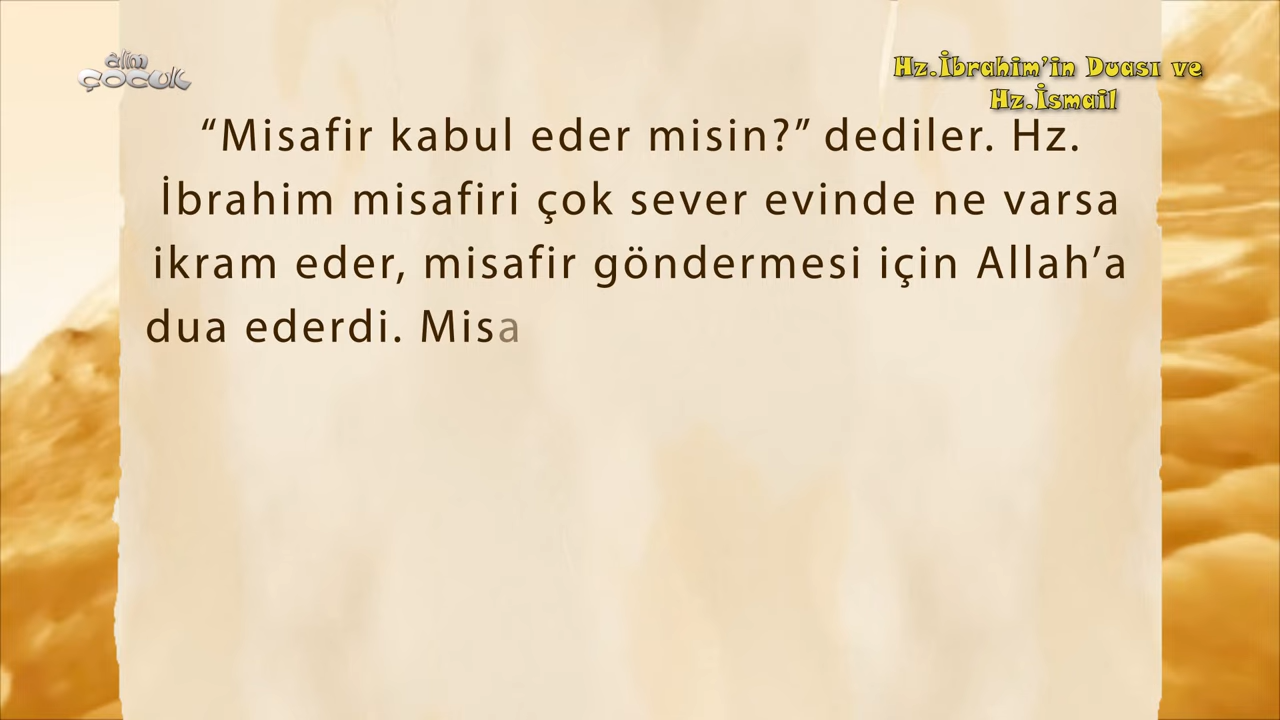 alim
ÇOCUK
Hz.İbrahim'in Duası ve
Hz.İsmail
“Misafir kabul eder misin?” dediler. Hz.
İbrahim misafiri çok sever evinde ne varsa
ikram eder, misafir göndermesi için Allah’a
dua ederdi. Misa